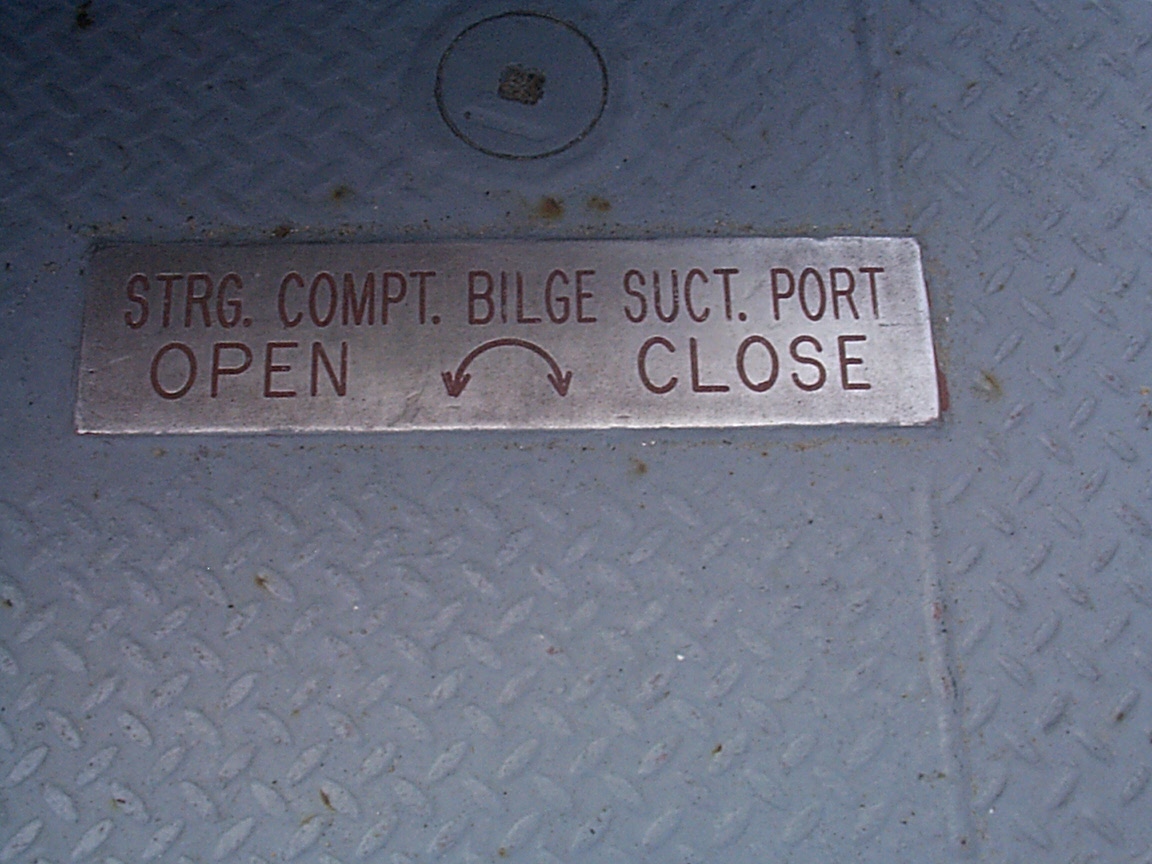 STRG. COMPT. BILGE SUCT. PORT
OPEN CLOSE